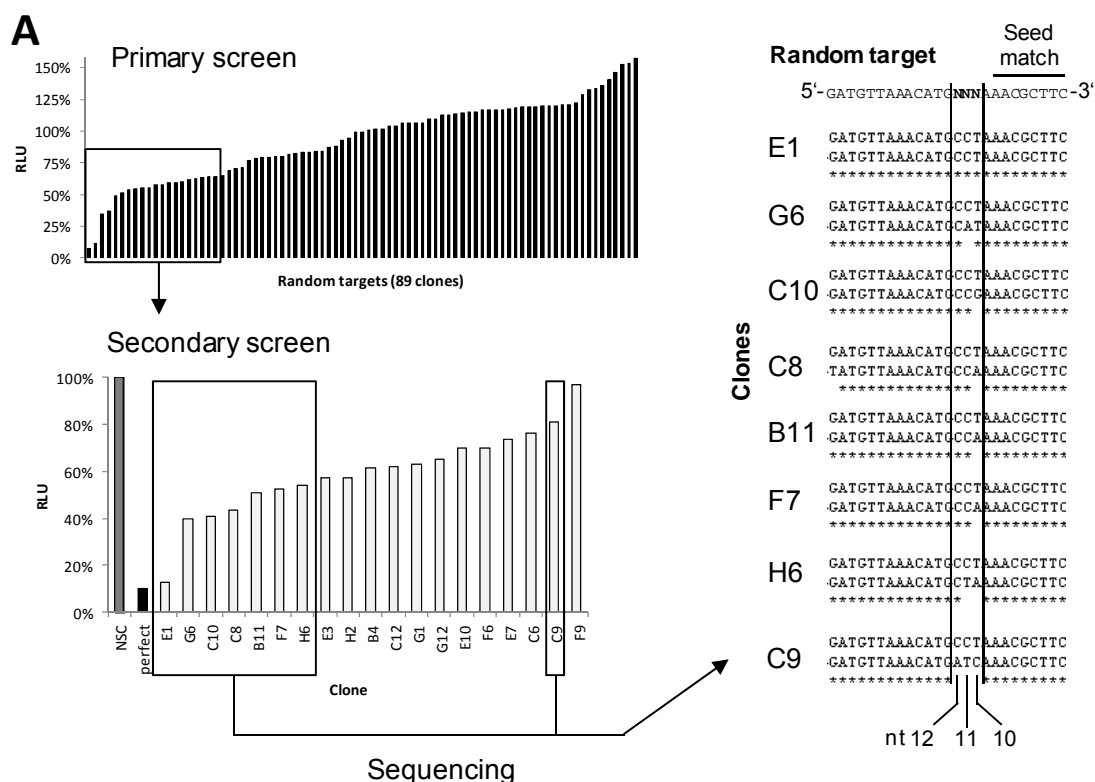 A
Primary screen
150%
125%
100%
75%
50%
25%
0%
RLU
Random targets (89 clones)
Secondary screen
100%
80%
60%
40%
20%
0%
RLU
NSC perfect E1 G6 C10 C8 B11 F7 H6 E3 H2 B4 C12 G1 G12 E10 F6 E7 C6 C9 F9
Clone
Sequencing
Random target
Seed
match
5‘-GATGTTAAACATGNNNAAACGCTTC-3‘
Clones
E1
GATGTTAAACATGCCTAAACGCTTC
GATGTTAAACATGCCTAAACGCTTC
*************************
G6
GATGTTAAACATGCCTAAACGCTTC
GATGTTAAACATGCATAAACGCTTC
************** **********
C10
GATGTTAAACATGCCTAAACGCTTC
GATGTTAAACATGCCGAAACGCTTC
*************** *********
C8
GATGTTAAACATGCCTAAACGCTTC
TATGTTAAACATGCCAAAACGCTTC
************** *********
B11
GATGTTAAACATGCCTAAACGCTTC
GATGTTAAACATGCCAAAACGCTTC
*************** *********
F7
GATGTTAAACATGCCTAAACGCTTC
GATGTTAAACATGCCAAAACGCTTC
*************** *********
H6
GATGTTAAACATGCCTAAACGCTTC
GATGTTAAACATGCTAAAACGCTTC
************** *********
C9
GATGTTAAACATGCCTAAACGCTTC
GATGTTAAACATGATCAAACGCTTC
************* *********
nt 12 11 10